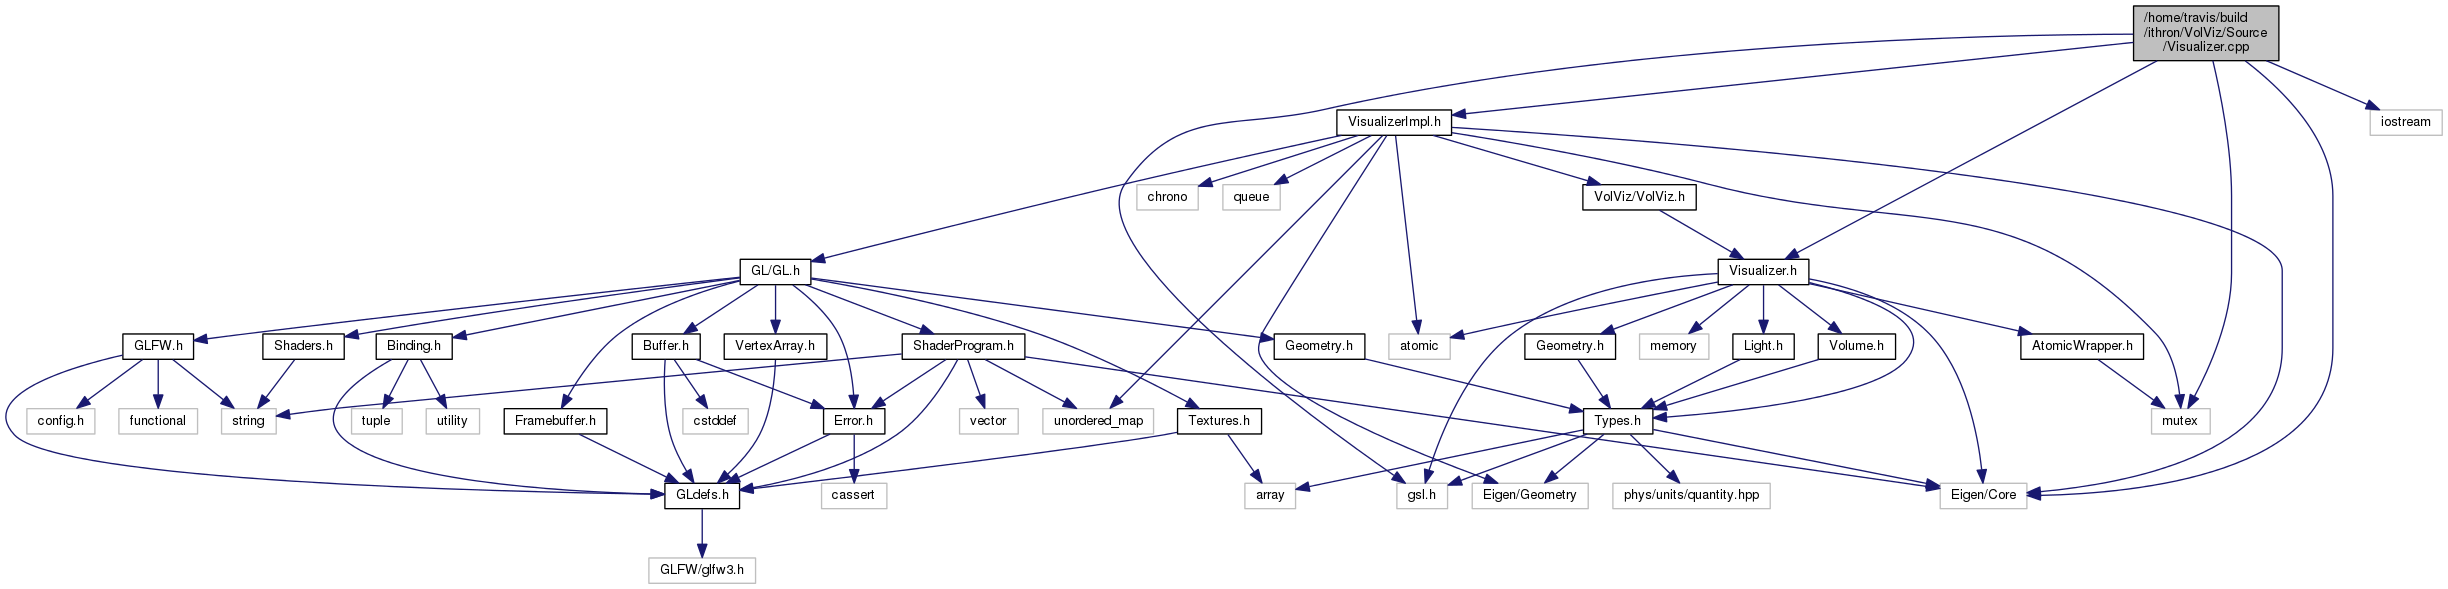 /home/travis/build
/ithron/VolViz/Source
/Visualizer.cpp
VisualizerImpl.h
iostream
chrono
queue
VolViz/VolViz.h
GL/GL.h
Visualizer.h
GLFW.h
Shaders.h
Binding.h
Buffer.h
VertexArray.h
ShaderProgram.h
Geometry.h
atomic
Geometry.h
memory
Light.h
Volume.h
AtomicWrapper.h
config.h
functional
string
tuple
utility
Framebuffer.h
cstddef
Error.h
vector
unordered_map
Textures.h
Types.h
mutex
GLdefs.h
cassert
array
gsl.h
Eigen/Geometry
phys/units/quantity.hpp
Eigen/Core
GLFW/glfw3.h